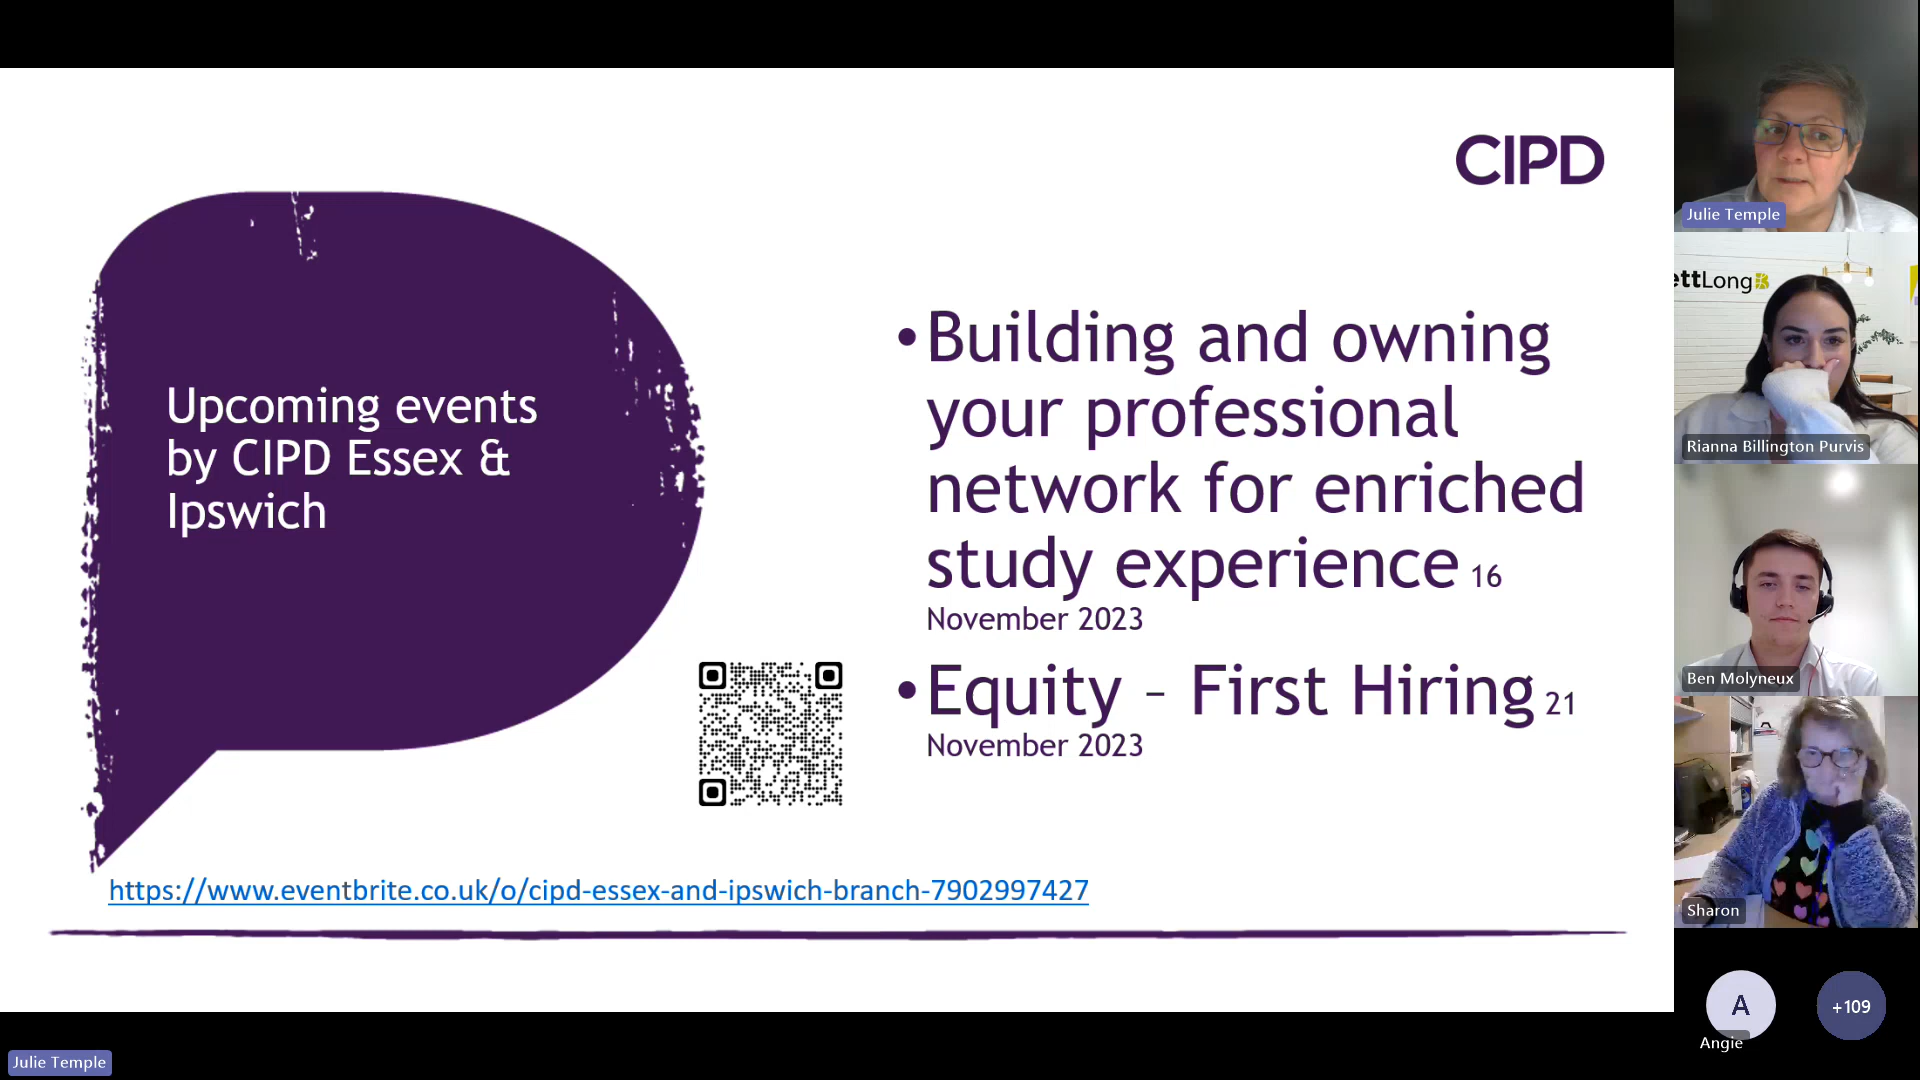 CIPD
Upcoming events
by CIPD Essex &
Ipswich
•Building and owning
your professional
network for enriched
study experience 16
November 2023
•Equity – First Hiring 21
November 2023
https://www.eventbrite.co.uk/o/cipd-essex-and-ipswich-branch-7902997427
Julie Temple
Julie Temple
ettLong
Rianna Billington Purvis
Ben Molyneux
Sharon
A
Angie
+109